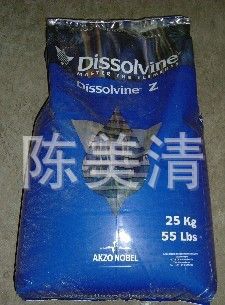 Dissolvine®
MASTER THE ELEMENTS
Dissolvine® Z
陈美清
25 Kg
55 Lbs
AKZO NOBEL